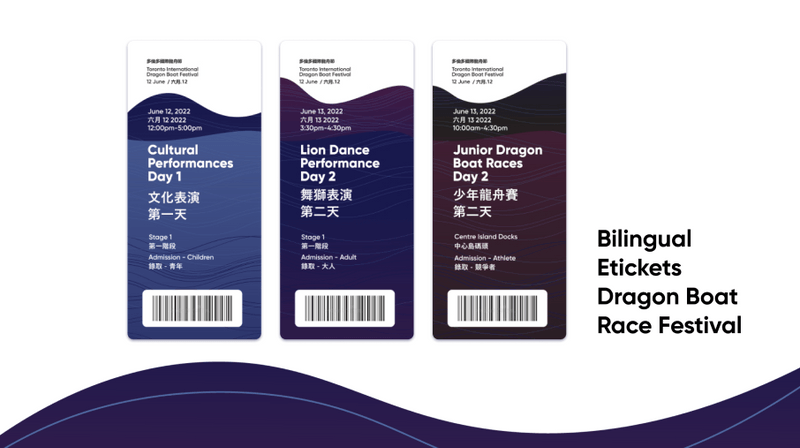 多倫多國際龍舟節
Toronto International
Dragon Boat Festival
12 June / 六月.12
June 12, 2022
六月 12 2022
12:00pm-5:00pm
Cultural
Performances
Day 1
文化表演
第一天
Stage 1
第一階段
Admission - Children
錄取 - 青年
多倫多國際龍舟節
Toronto International
Dragon Boat Festival
12 June / 六月.12
June 13, 2022
六月 13 2022
3:30pm-4:30pm
Lion Dance
Performance
Day 2
舞獅表演
第二天
Stage 1
第一階段
Admission - Adult
錄取 - 大人
多倫多國際龍舟節
Toronto International
Dragon Boat Festival
12 June / 六月.12
June 13, 2022
六月 13 2022
10:00am-4:30pm
Junior Dragon
Boat Races
Day 2
少年龍舟賽
第二天
Centre Island Docks
中心島碼頭
Admission - Athlete
錄取 - 競爭者
Bilingual
Etickets
Dragon Boat
Race Festival